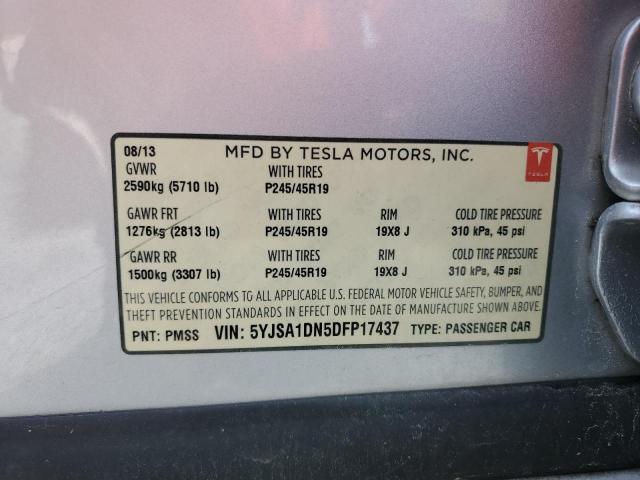 08/13 MFD BY TESLA MOTORS, INC.
GVWR WITH TIRES
2590kg (5710 lb) P245/45R19
TESLA
GAWR FRT WITH TIRES RIM COLD TIRE PRESSURE
1276kg (2813 lb) P245/45R19 19X8 J 310 kPa, 45 psi
GAWR RR WITH TIRES RIM COLD TIRE PRESSURE
1500kg (3307 lb) P245/45R19 19X8 J 310 kPa, 45 psi
THIS VEHICLE CONFORMS TO ALL APPLICABLE U.S. FEDERAL MOTOR VEHICLE SAFETY, BUMPER, AND
THEFT PREVENTION STANDARDS IN EFFECT ON THE DATE OF MANUFACTURE SHOWN ABOVE.
PNT: PMSS VIN: 5YJSA1DN5DFP17437 TYPE: PASSENGER CAR